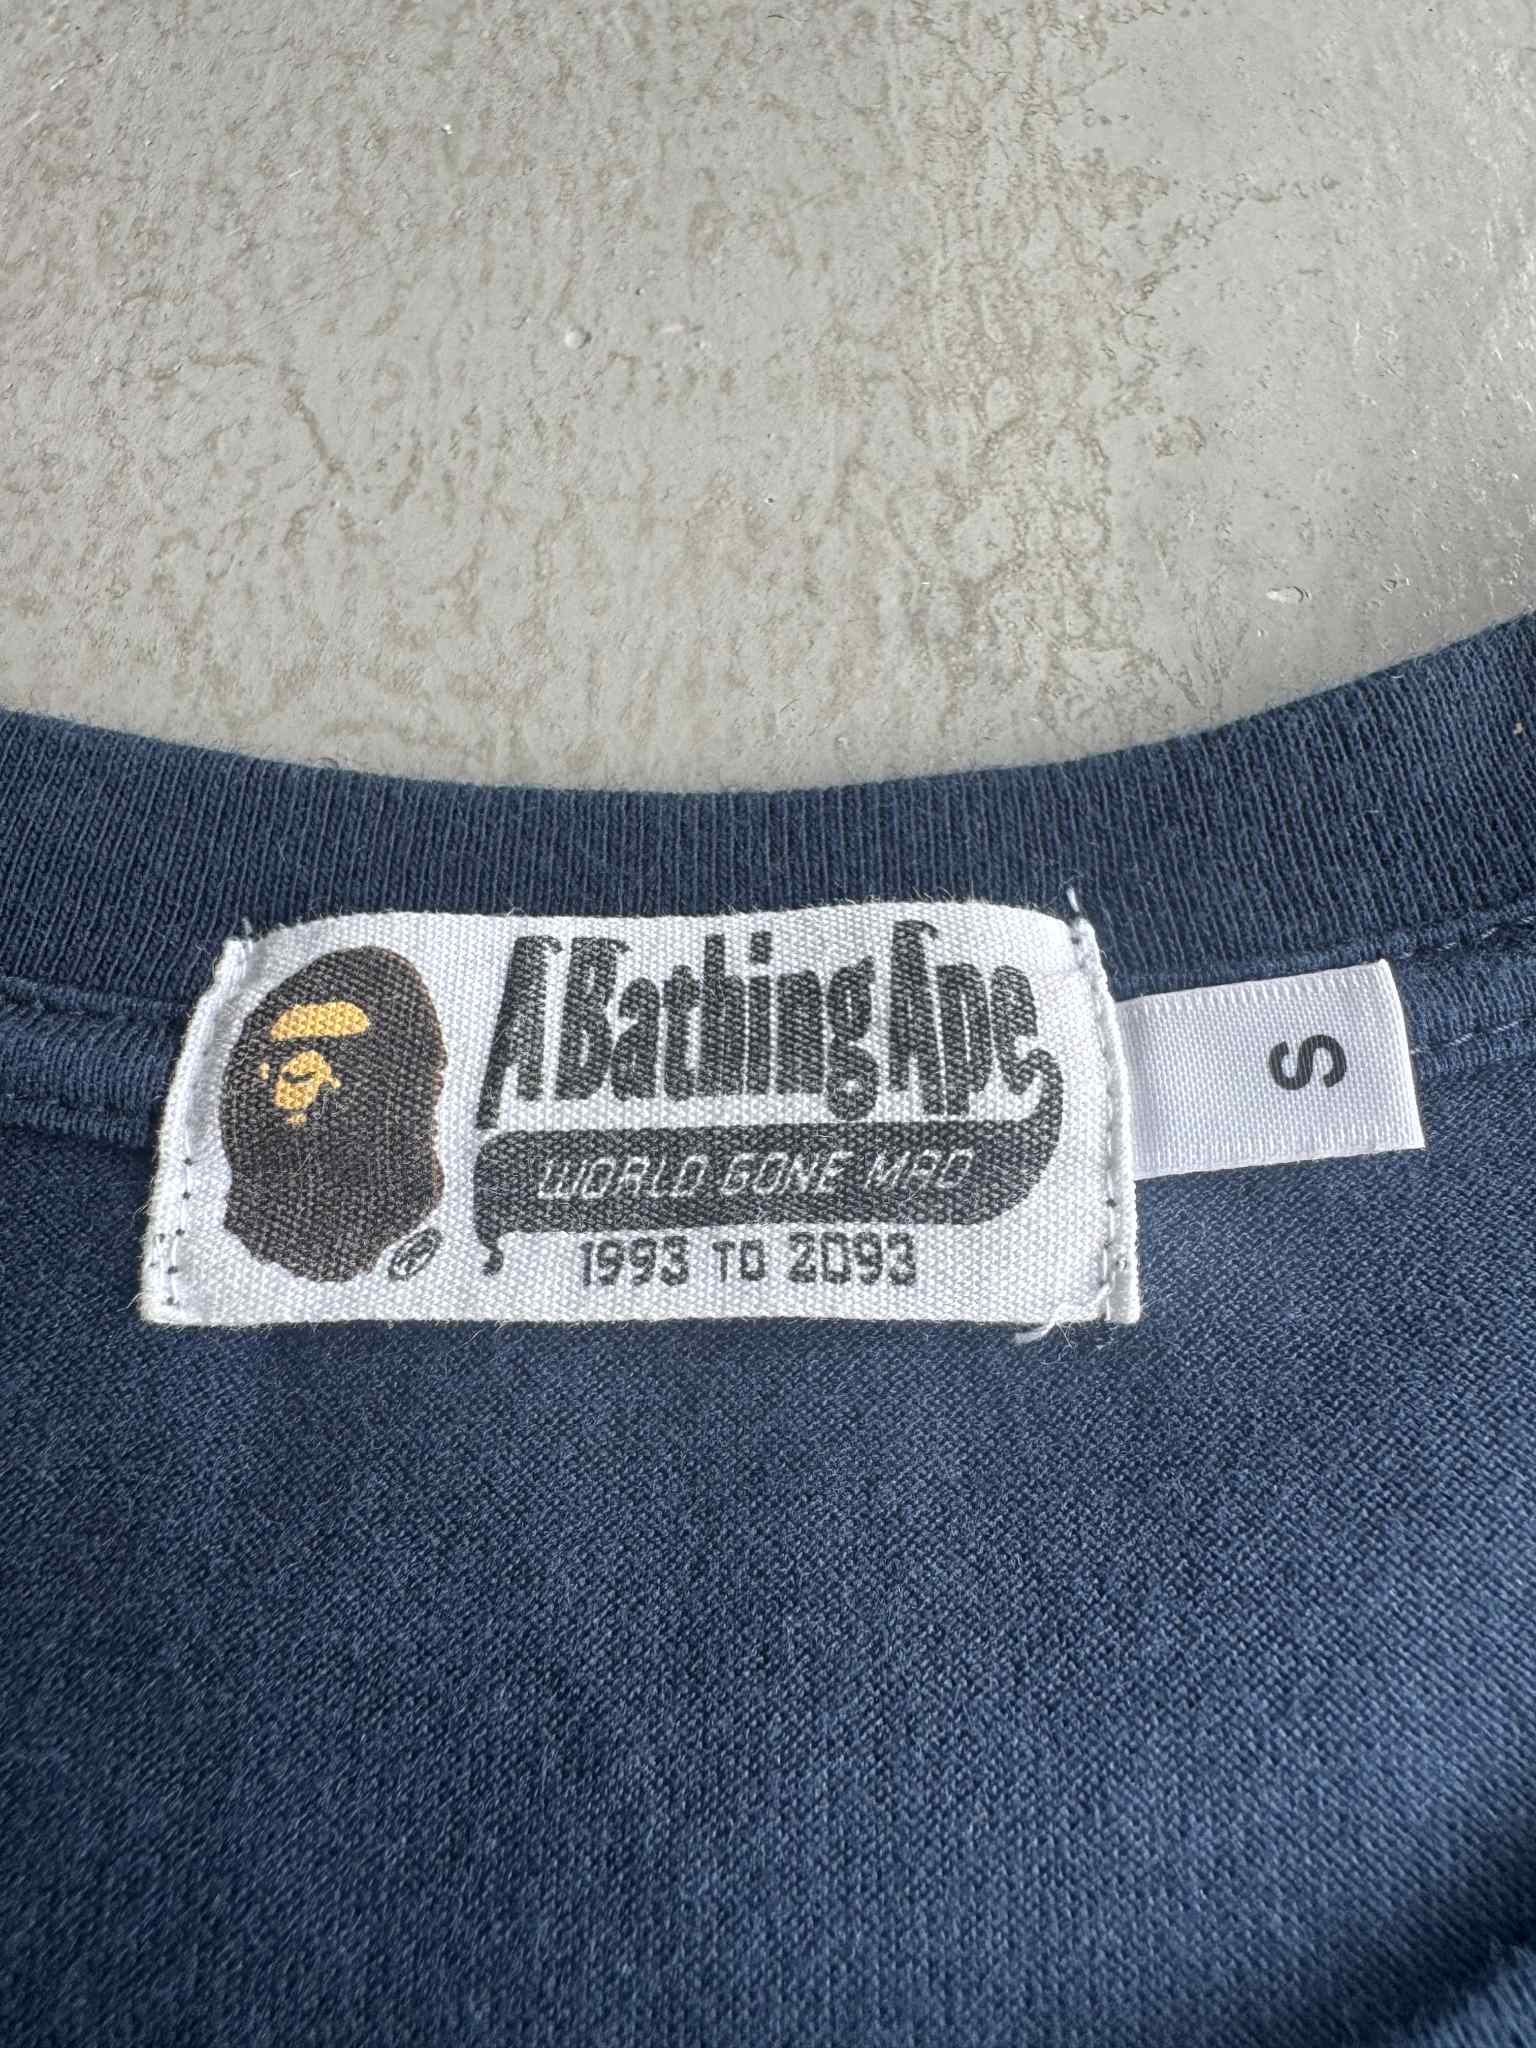 A Bathing Ape
WORLD GONE MAD
1993 TO 2093
®
S